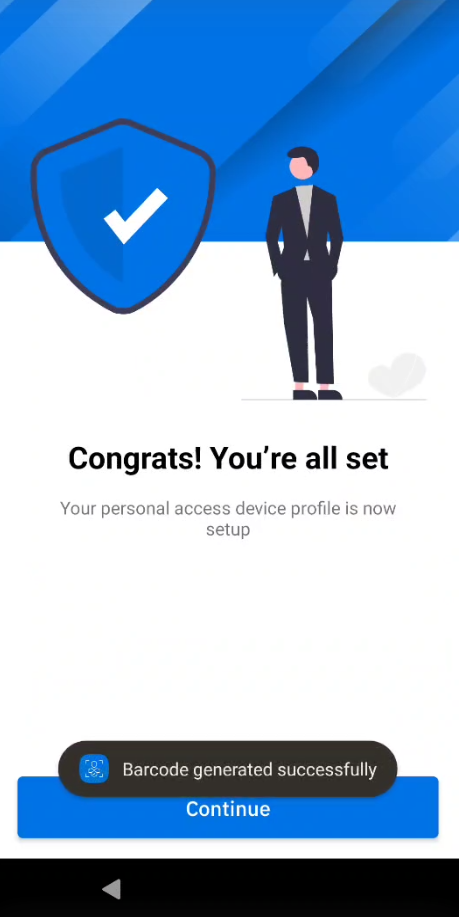 Congrats! You’re all set
Your personal access device profile is now
setup
Barcode generated successfully
Continue